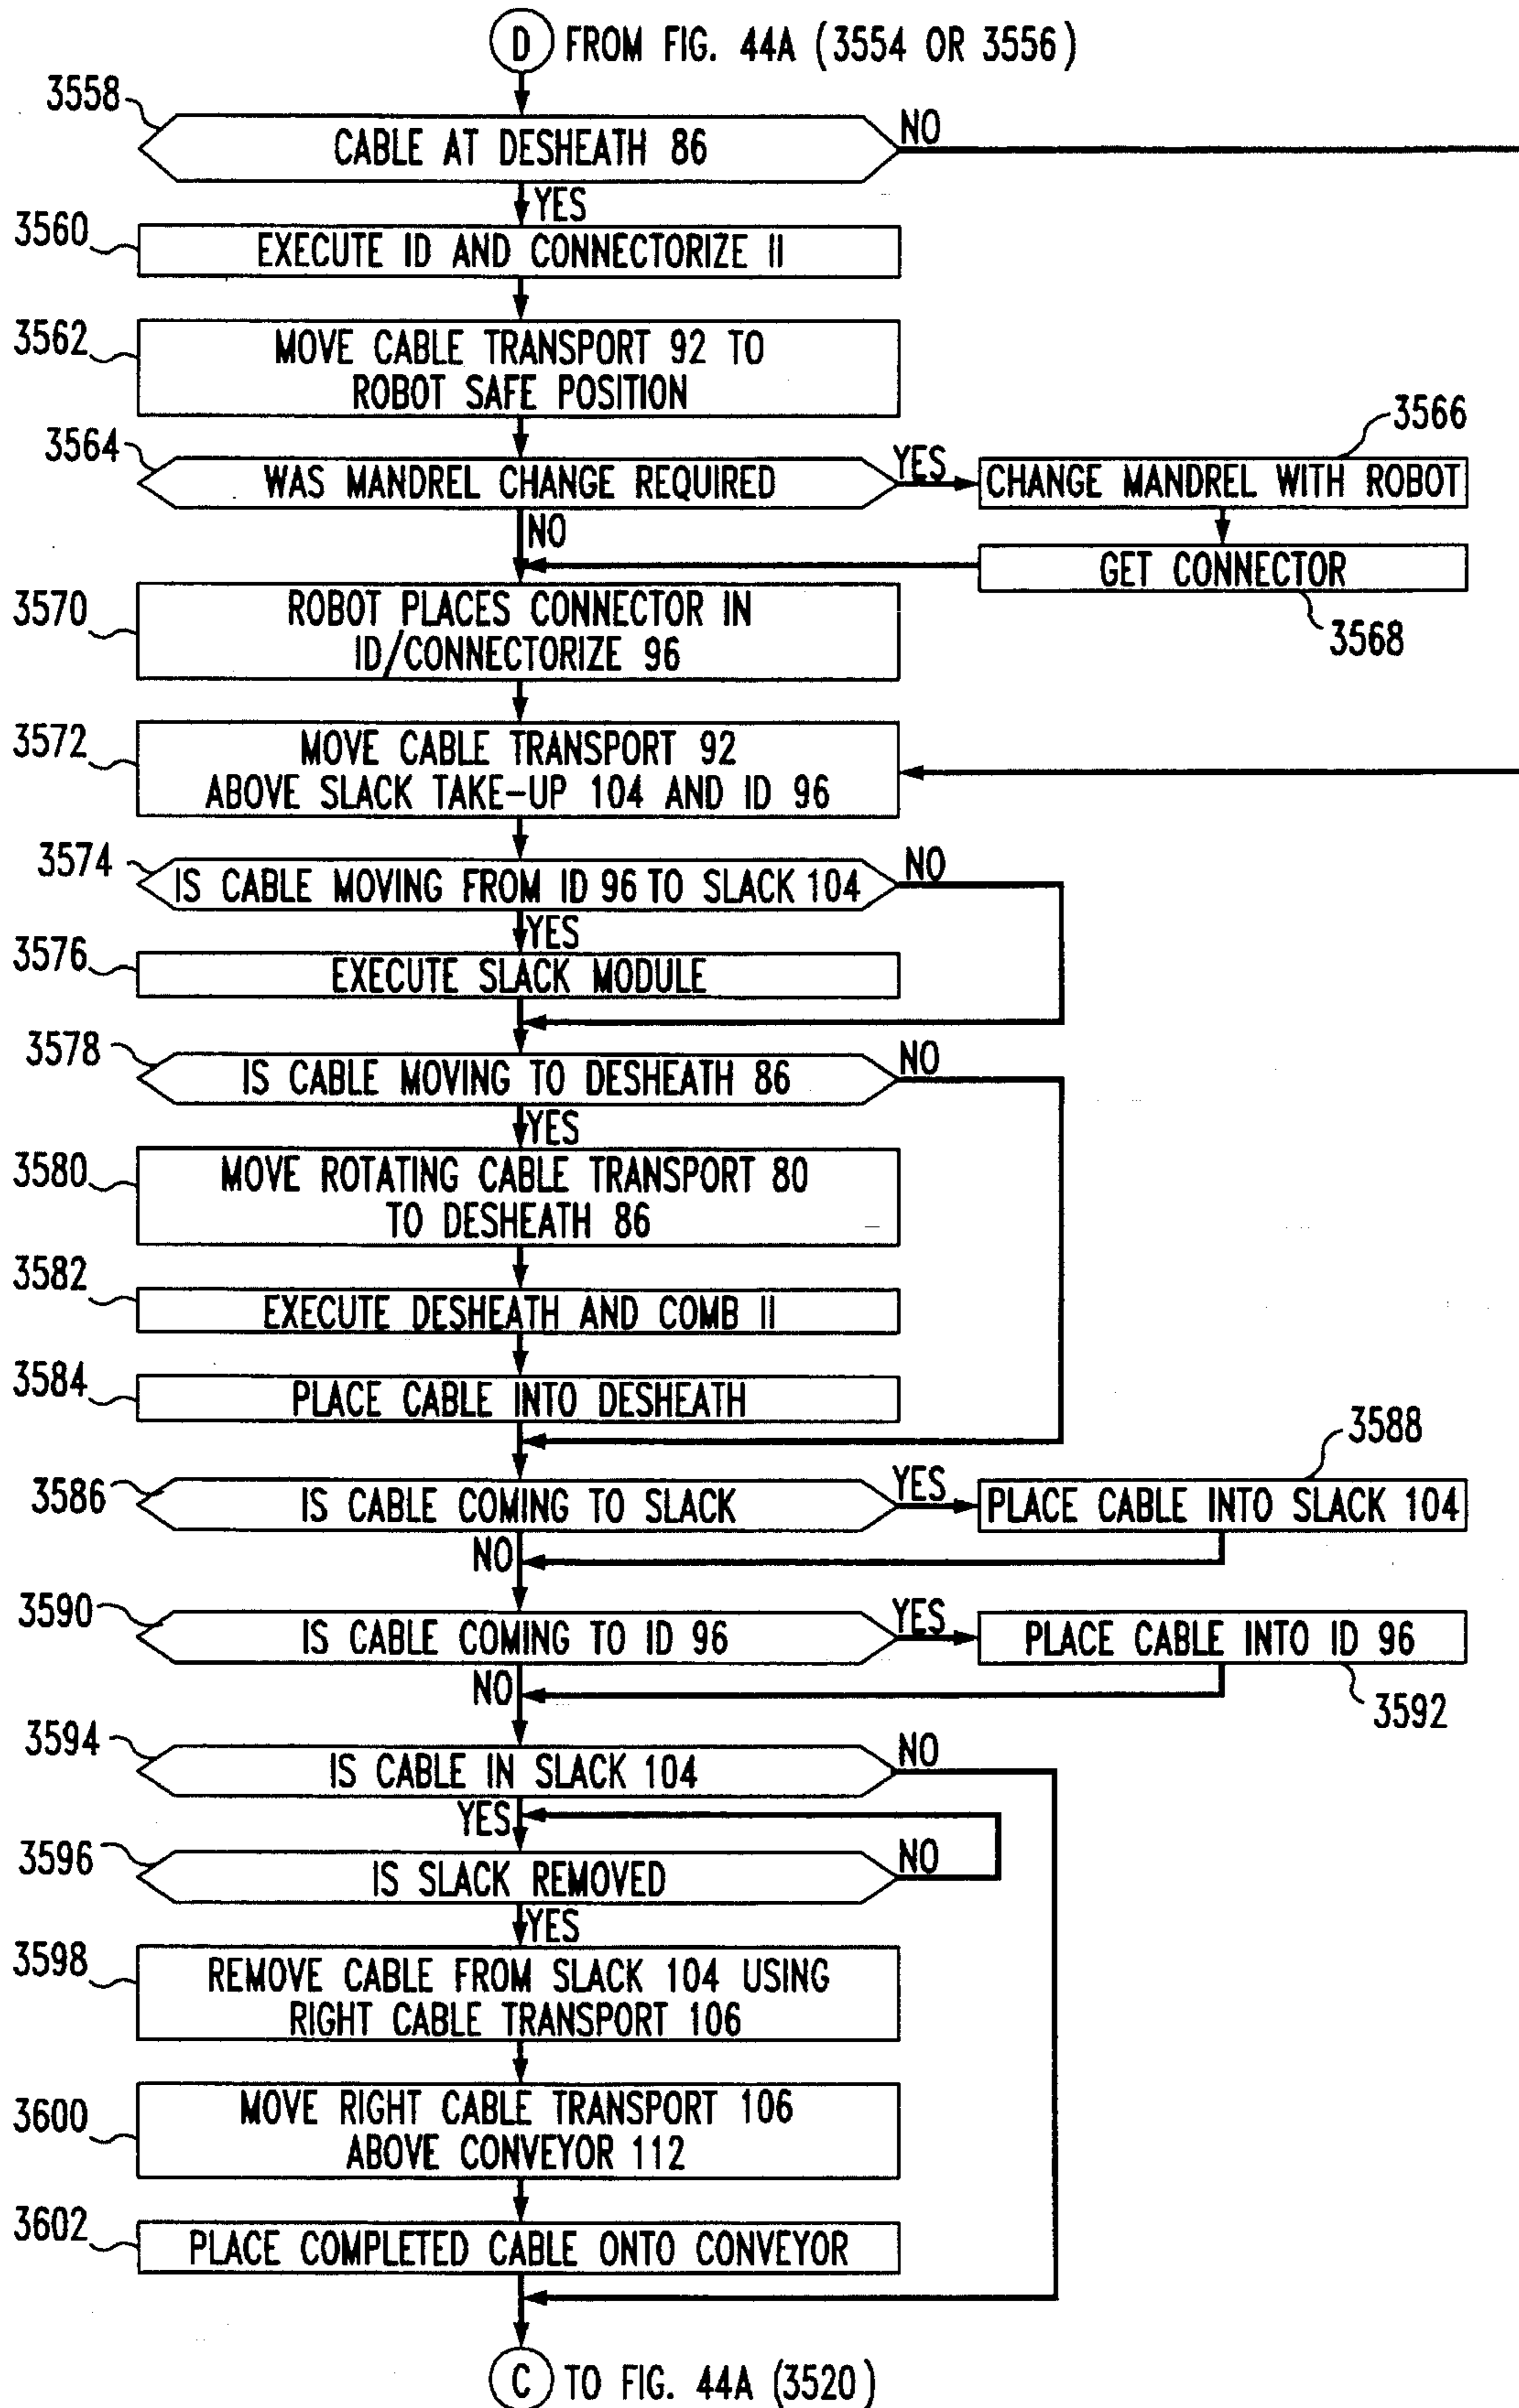 D FROM FIG. 44A (3554 OR 3556)
3558
CABLE AT DESHEATH 86
NO
YES
3560
EXECUTE ID AND CONNECTORIZE II
3562
MOVE CABLE TRANSPORT 92 TO
ROBOT SAFE POSITION
3564
WAS MANDREL CHANGE REQUIRED
YES
3566
CHANGE MANDREL WITH ROBOT
NO
GET CONNECTOR
3568
3570
ROBOT PLACES CONNECTOR IN
ID/CONNECTORIZE 96
3572
MOVE CABLE TRANSPORT 92
ABOVE SLACK TAKE-UP 104 AND ID 96
3574
IS CABLE MOVING FROM ID 96 TO SLACK 104
NO
YES
3576
EXECUTE SLACK MODULE
3578
IS CABLE MOVING TO DESHEATH 86
NO
YES
3580
MOVE ROTATING CABLE TRANSPORT 80
TO DESHEATH 86
3582
EXECUTE DESHEATH AND COMB II
3584
PLACE CABLE INTO DESHEATH
3586
IS CABLE COMING TO SLACK
YES
3588
PLACE CABLE INTO SLACK 104
NO
3590
IS CABLE COMING TO ID 96
YES
PLACE CABLE INTO ID 96
3592
NO
3594
IS CABLE IN SLACK 104
NO
YES
3596
IS SLACK REMOVED
NO
YES
3598
REMOVE CABLE FROM SLACK 104 USING
RIGHT CABLE TRANSPORT 106
3600
MOVE RIGHT CABLE TRANSPORT 106
ABOVE CONVEYOR 112
3602
PLACE COMPLETED CABLE ONTO CONVEYOR
C TO FIG. 44A (3520)